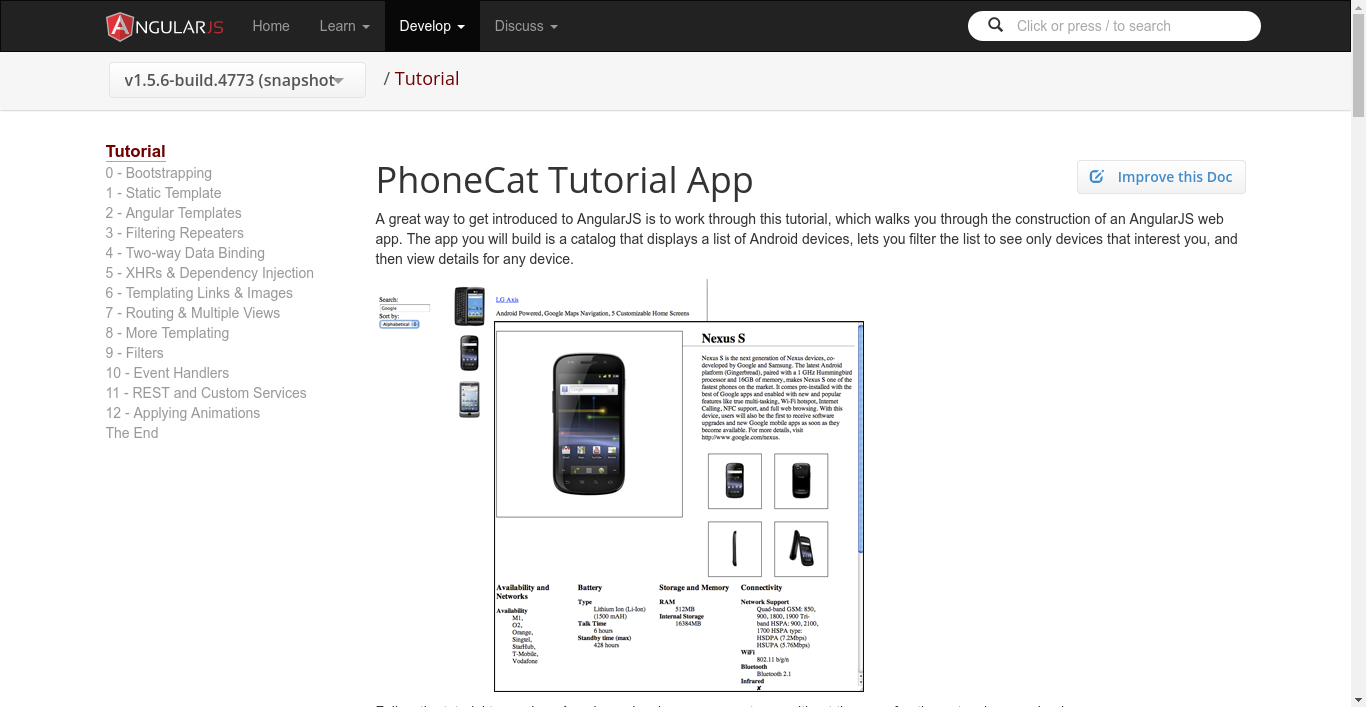 ANGULARJS
Home
Learn
Develop
Discuss
Click or press / to search
v1.5.6-build.4773 (snapshot
/ Tutorial
Tutorial
0 - Bootstrapping
1 - Static Template
2 - Angular Templates
3 - Filtering Repeaters
4 - Two-way Data Binding
5 - XHRs & Dependency Injection
6 - Templating Links & Images
7 - Routing & Multiple Views
8 - More Templating
9 - Filters
10 - Event Handlers
11 - REST and Custom Services
12 - Applying Animations
The End
PhoneCat Tutorial App
Improve this Doc
A great way to get introduced to AngularJS is to work through this tutorial, which walks you through the construction of an AngularJS web
app. The app you will build is a catalog that displays a list of Android devices, lets you filter the list to see only devices that interest you, and
then view details for any device.
Search:
Google
Sort by:
Alphabetical
LG Axis
Android Powered, Google Maps Navigation, 5 Customizable Home Screens
Nexus S
Nexus S is the next generation of Nexus devices, co-
developed by Google and Samsung. The latest Android
platform (Gingerbread), paired with a 1 GHz Hummingbird
processor and 16GB of memory, makes Nexus S one of the
fastest phones on the market. It comes pre-installed with the
best of Google apps and enabled with new and popular
features like true multi-tasking, Wi-Fi hotspot, Internet
Calling, NFC support, and full web browsing. With this
device, users will also be the first to receive software
upgrades and new Google mobile apps as soon as they
become available. For more details, visit
http://www.google.com/nexus.
Availability and
Networks
Availability
M1,
O2,
Orange,
Singtel,
StarHub,
T-Mobile,
Vodafone
Battery
Type
Lithium Ion (Li-Ion)
(1500 mAH)
Talk Time
6 hours
Standby time (max)
428 hours
Storage and Memory
RAM
512MB
Internal Storage
16384MB
Connectivity
Network Support
Quad-band GSM: 850,
900, 1800, 1900 Tri-
band HSPA: 900, 2100,
1700 HSPA type:
HSDPA (7.2Mbps)
HSUPA (5.76Mbps)
WiFi
802.11 b/g/n
Bluetooth
Bluetooth 2.1
Infrared
✘